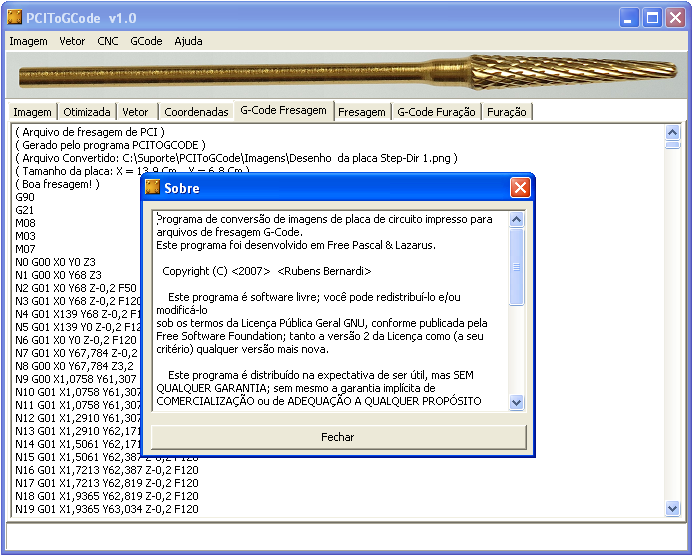 PCIToGCode v1.0
Imagem Vetor CNC GCode Ajuda
Imagem Otimizada Vetor Coordenadas G-Code Fresagem Fresagem G-Code Furação Furação
( Arquivo de fresagem de PCI )
( Gerado pelo programa PCITOGCODE )
( Arquivo Convertido: C:\Suporte\PCIToGCode\Imagens\Desenho da placa Step-Dir 1.png )
( Tamanho da placa: X = 13,9 Cm Y = 6,8 Cm )
( Boa fresagem! )
G90
G21
M08
M03
M07
N0 G00 X0 Y0 Z3
N1 G00 X0 Y68 Z3
N2 G01 X0 Y68 Z-0,2 F50
N3 G01 X0 Y68 Z-0,2 F120
N4 G01 X139 Y68 Z-0,2 F
N5 G01 X139 Y0 Z-0,2 F12
N6 G01 X0 Y0 Z-0,2 F120
N7 G01 X0 Y67,784 Z-0,2
N8 G00 X0 Y67,784 Z3,2
N9 G00 X1,0758 Y61,307
N10 G01 X1,0758 Y61,307
N11 G01 X1,0758 Y61,307
N12 G01 X1,2910 Y61,307
N13 G01 X1,2910 Y62,171
N14 G01 X1,5061 Y62,171
N15 G01 X1,5061 Y62,387 Z-0,2 F120
N16 G01 X1,7213 Y62,387 Z-0,2 F120
N17 G01 X1,7213 Y62,819 Z-0,2 F120
N18 G01 X1,9365 Y62,819 Z-0,2 F120
N19 G01 X1,9365 Y63,034 Z-0,2 F120
Sobre
Programa de conversão de imagens de placa de circuito impresso para
arquivos de fresagem G-Code.
Este programa foi desenvolvido em Free Pascal & Lazarus.
Copyright (C) <2007> <Rubens Bernardi>
Este programa é software livre; você pode redistribuí-lo e/ou
modificá-lo
sob os termos da Licença Pública Geral GNU, conforme publicada pela
Free Software Foundation; tanto a versão 2 da Licença como (a seu
critério) qualquer versão mais nova.
Este programa é distribuído na expectativa de ser útil, mas SEM
QUALQUER GARANTIA; sem mesmo a garantia implícita de
COMERCIALIZAÇÃO ou de ADEQUAÇÃO A QUALQUER PROPÓSITO
Fechar